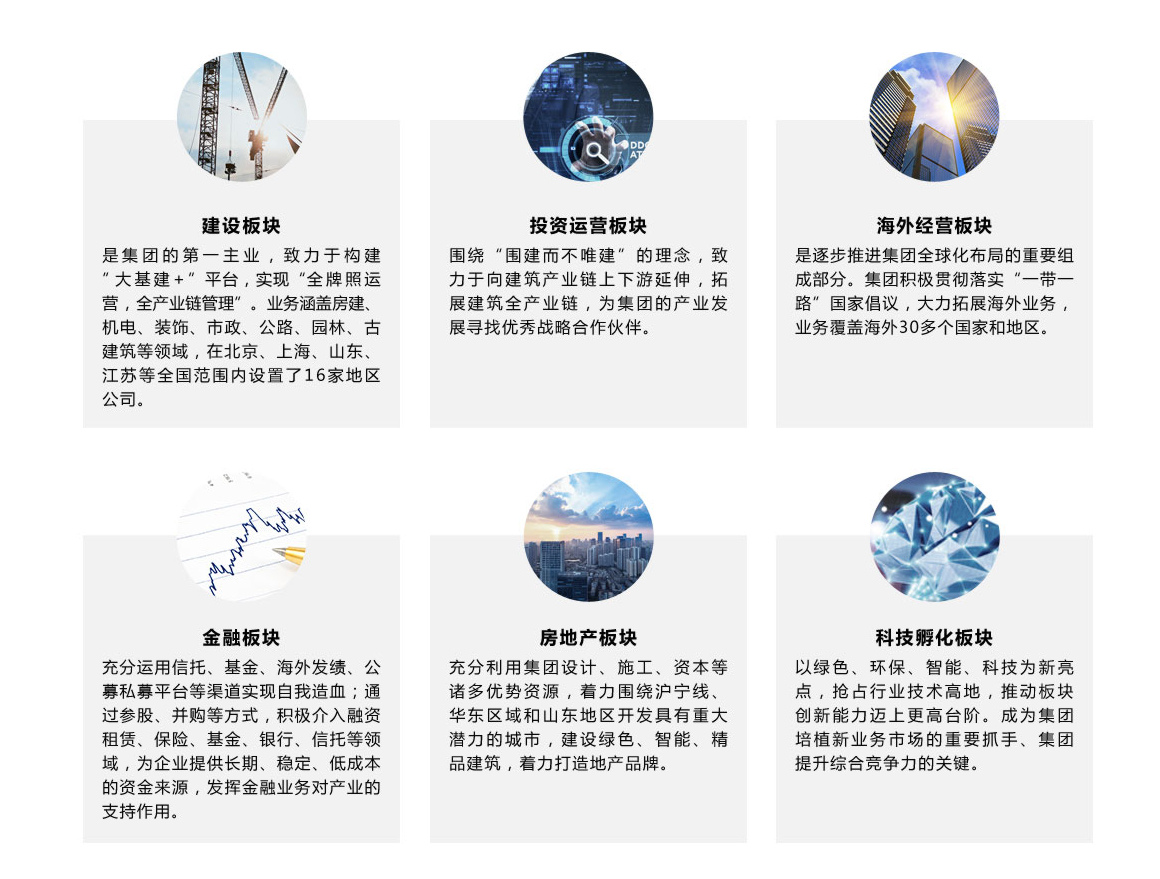 建设板块
是集团的第一主业，致力于构建
”大基建+”平台，实现“全牌照运
营，全产业链管理”。业务涵盖房建、
机电、装饰、市政、公路、园林、古
建筑等领域，在北京、上海、山东、
江苏等全国范围内设置了16家地区
公司。
投资运营板块
围绕“围建而不唯建”的理念，致
力于向建筑产业链上下游延伸，拓
展建筑全产业链，为集团的产业发
展寻找优秀战略合作伙伴。
海外经营板块
是逐步推进集团全球化布局的重要组
成部分。集团积极贯彻落实“一带一
路”国家倡议，大力拓展海外业务，
业务覆盖海外30多个国家和地区。
金融板块
充分运用信托、基金、海外发绩、公
募私募平台等渠道实现自我造血；通
过参股、并购等方式，积极介入融资
租赁、保险、基金、银行、信托等领
域，为企业提供长期、稳定、低成本
的资金来源，发挥金融业务对产业的
支持作用。
房地产板块
充分利用集团设计、施工、资本等
诸多优势资源，着力围绕沪宁线、
华东区域和山东地区开发具有重大
潜力的城市，建设绿色、智能、精
品建筑，着力打造地产品牌。
科技孵化板块
以绿色、环保、智能、科技为新亮
点，抢占行业技术高地，推动板块
创新能力迈上更高台阶。成为集团
培植新业务市场的重要抓手、集团
提升综合竞争力的关键。